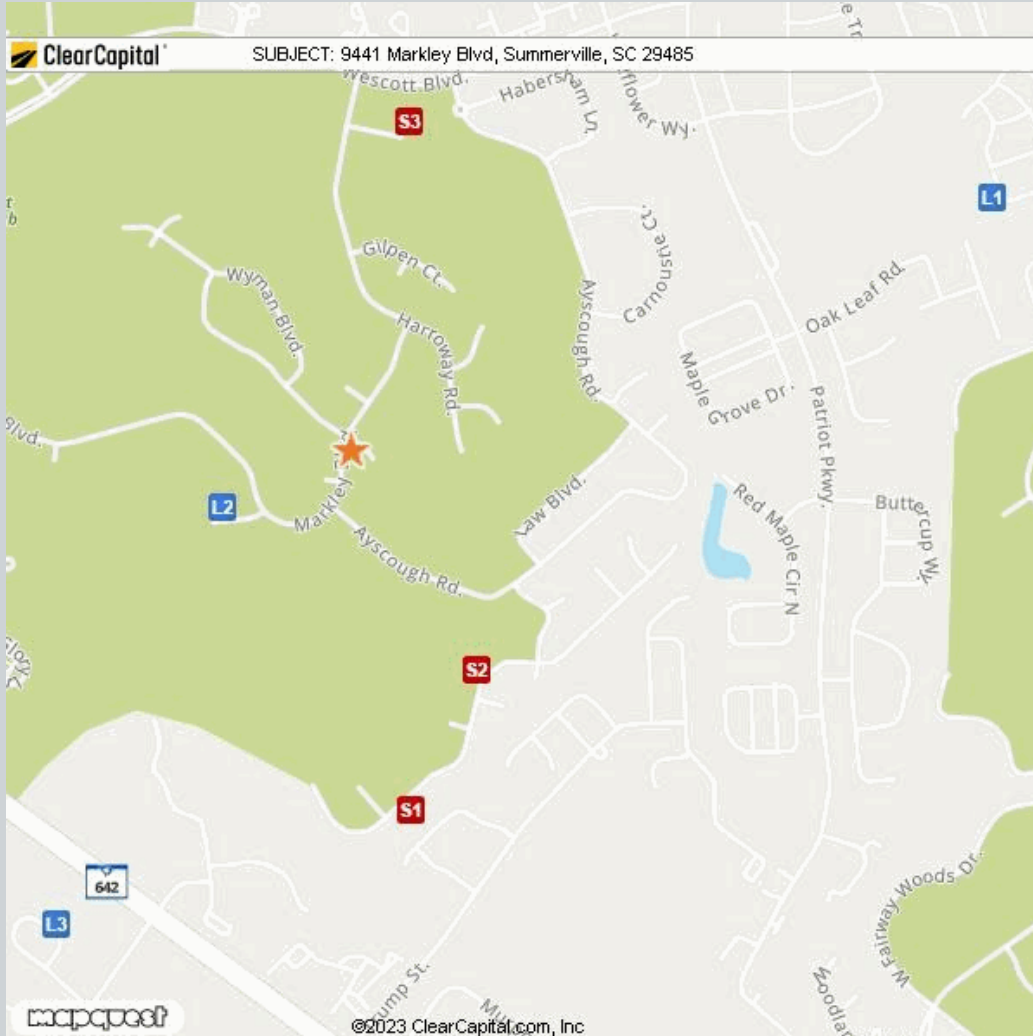 ClearCapital
SUBJECT: 9441 Markley Blvd, Summerville, SC 29485
Wescott Blvd.
Habersham Ln.
S3
L1
Gilpen Ct.
Carnoustie Ct.
Wyman Blvd.
Ayscough Rd.
Oak Leaf Rd.
Harroway Rd.
Maple Grove Dr.
Patriot Pkwy.
Blvd.
L2
Markley
Law Blvd.
Red Maple Cir N
Buttercup Wy.
Ayscough Rd.
S2
S1
642
L3
W Fairway Woods Dr.
mapquest
©2023 ClearCapital.com, Inc